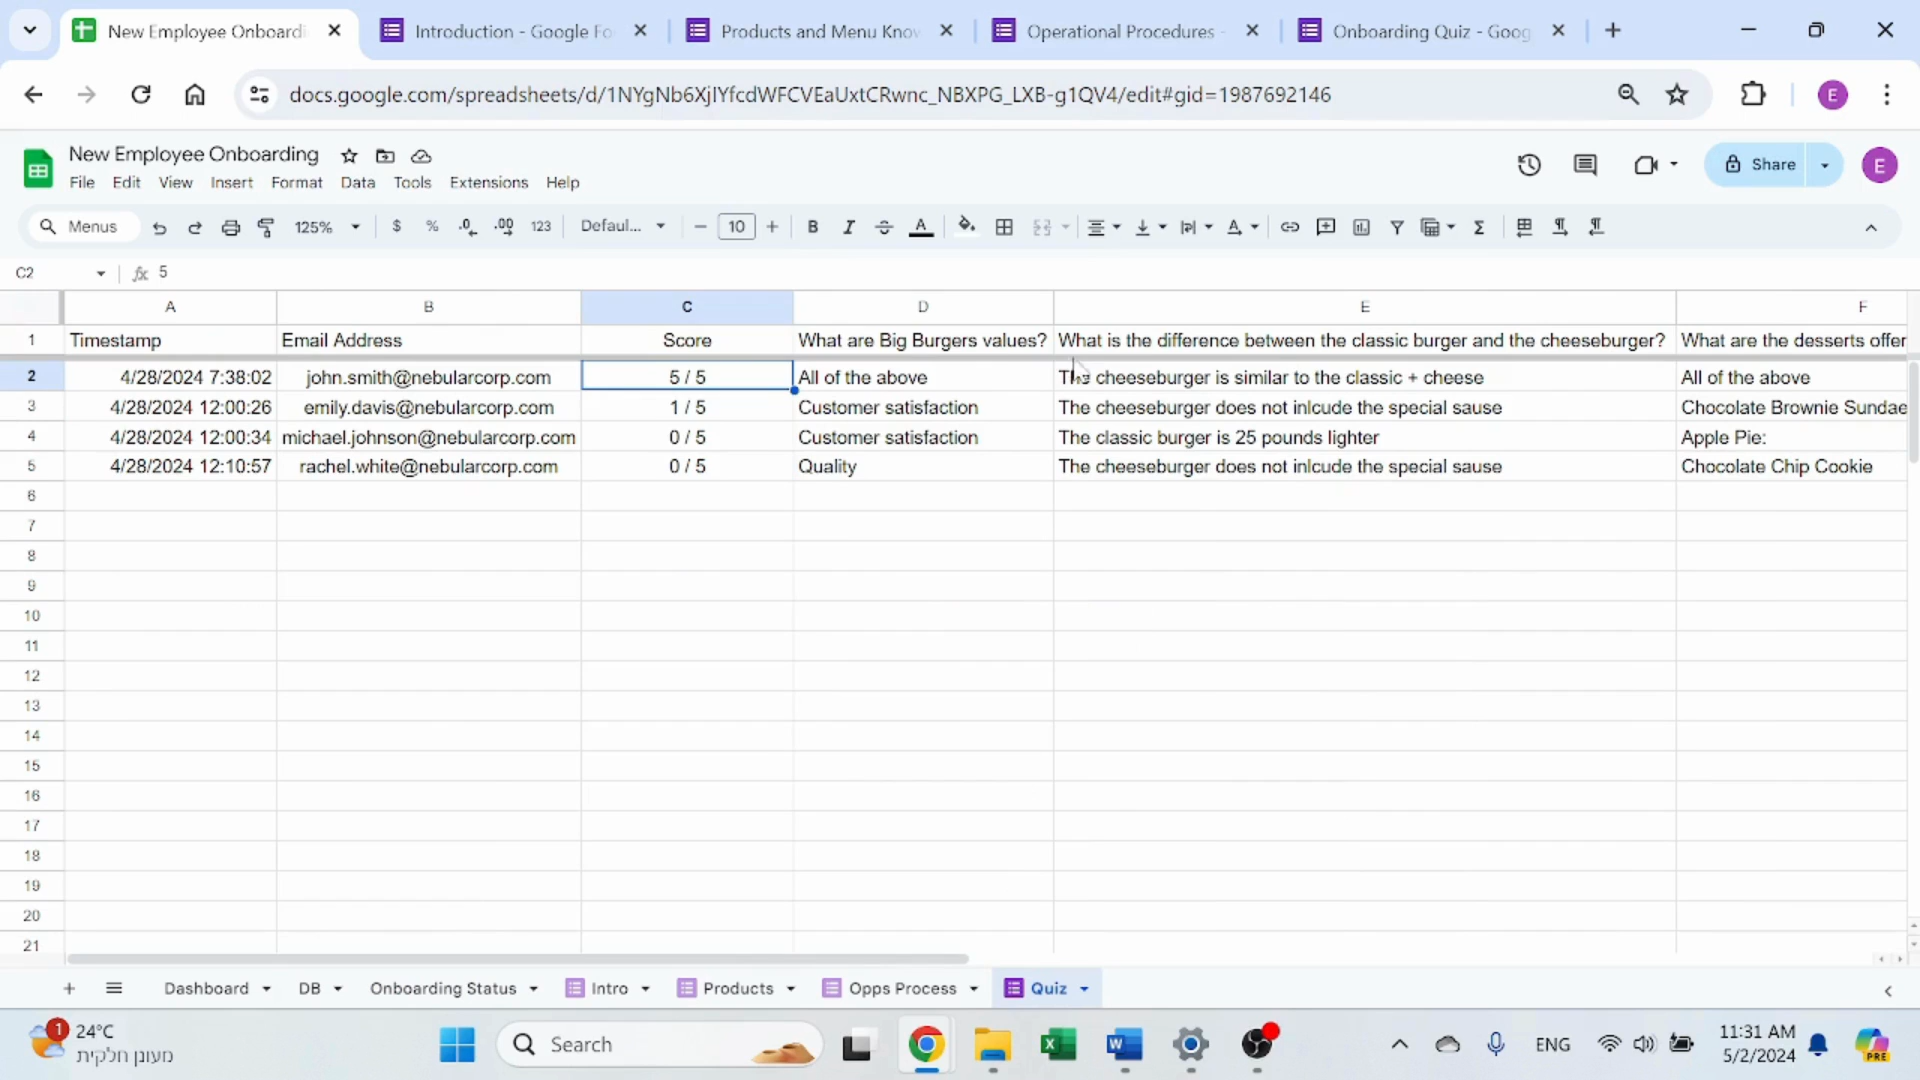 New Employee Onboardi
Introduction - Google Fo
Products and Menu Know
Operational Procedures -
Onboarding Quiz - Goog
docs.google.com/spreadsheets/d/1NYgNb6XjIYfcdWFCVEaUxtCRwnc_NBXPG_LXB-g1QV4/edit#gid=1987692146
E
New Employee Onboarding
File Edit View Insert Format Data Tools Extensions Help
Share
E
Menus 125% $ % .0 .00 123 Defaul... 10 B I A
C2 fx 5
A B C D E F
1 Timestamp Email Address Score What are Big Burgers values? What is the difference between the classic burger and the cheeseburger? What are the desserts offer
2 4/28/2024 7:38:02 john.smith@nebularcorp.com 5 / 5 All of the above The cheeseburger is similar to the classic + cheese All of the above
3 4/28/2024 12:00:26 emily.davis@nebularcorp.com 1 / 5 Customer satisfaction The cheeseburger does not inlcude the special sause Chocolate Brownie Sundae
4 4/28/2024 12:00:34 michael.johnson@nebularcorp.com 0 / 5 Customer satisfaction The classic burger is 25 pounds lighter Apple Pie:
5 4/28/2024 12:10:57 rachel.white@nebularcorp.com 0 / 5 Quality The cheeseburger does not inlcude the special sause Chocolate Chip Cookie
6
7
8
9
10
11
12
13
14
15
16
17
18
19
20
21
Dashboard DB Onboarding Status Intro Products Opps Process Quiz
1 24°C
מעונן חלקית
Search
ENG
11:31 AM
5/2/2024
PRE